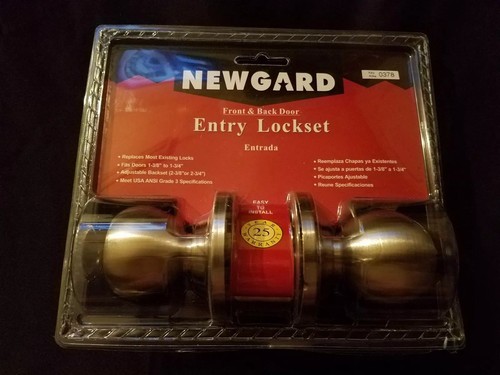 NEWGARD
0378
Front & Back Door
Entry Lockset
Entrada
• Replaces Most Existing Locks
• Fits Doors 1-3/8" to 1-3/4"
• Adjustable Backset (2-3/8"or 2-3/4")
• Meet USA ANSI Grade 3 Specifications
• Reemplaza Chapas ya Existentes
• Se ajusta a puertas de 1-3/8" a 1-3/4"
• Picaportes Ajustable
• Reune Specificaciones
EASY
TO
INSTALL
YEAR
25
WARRANTY